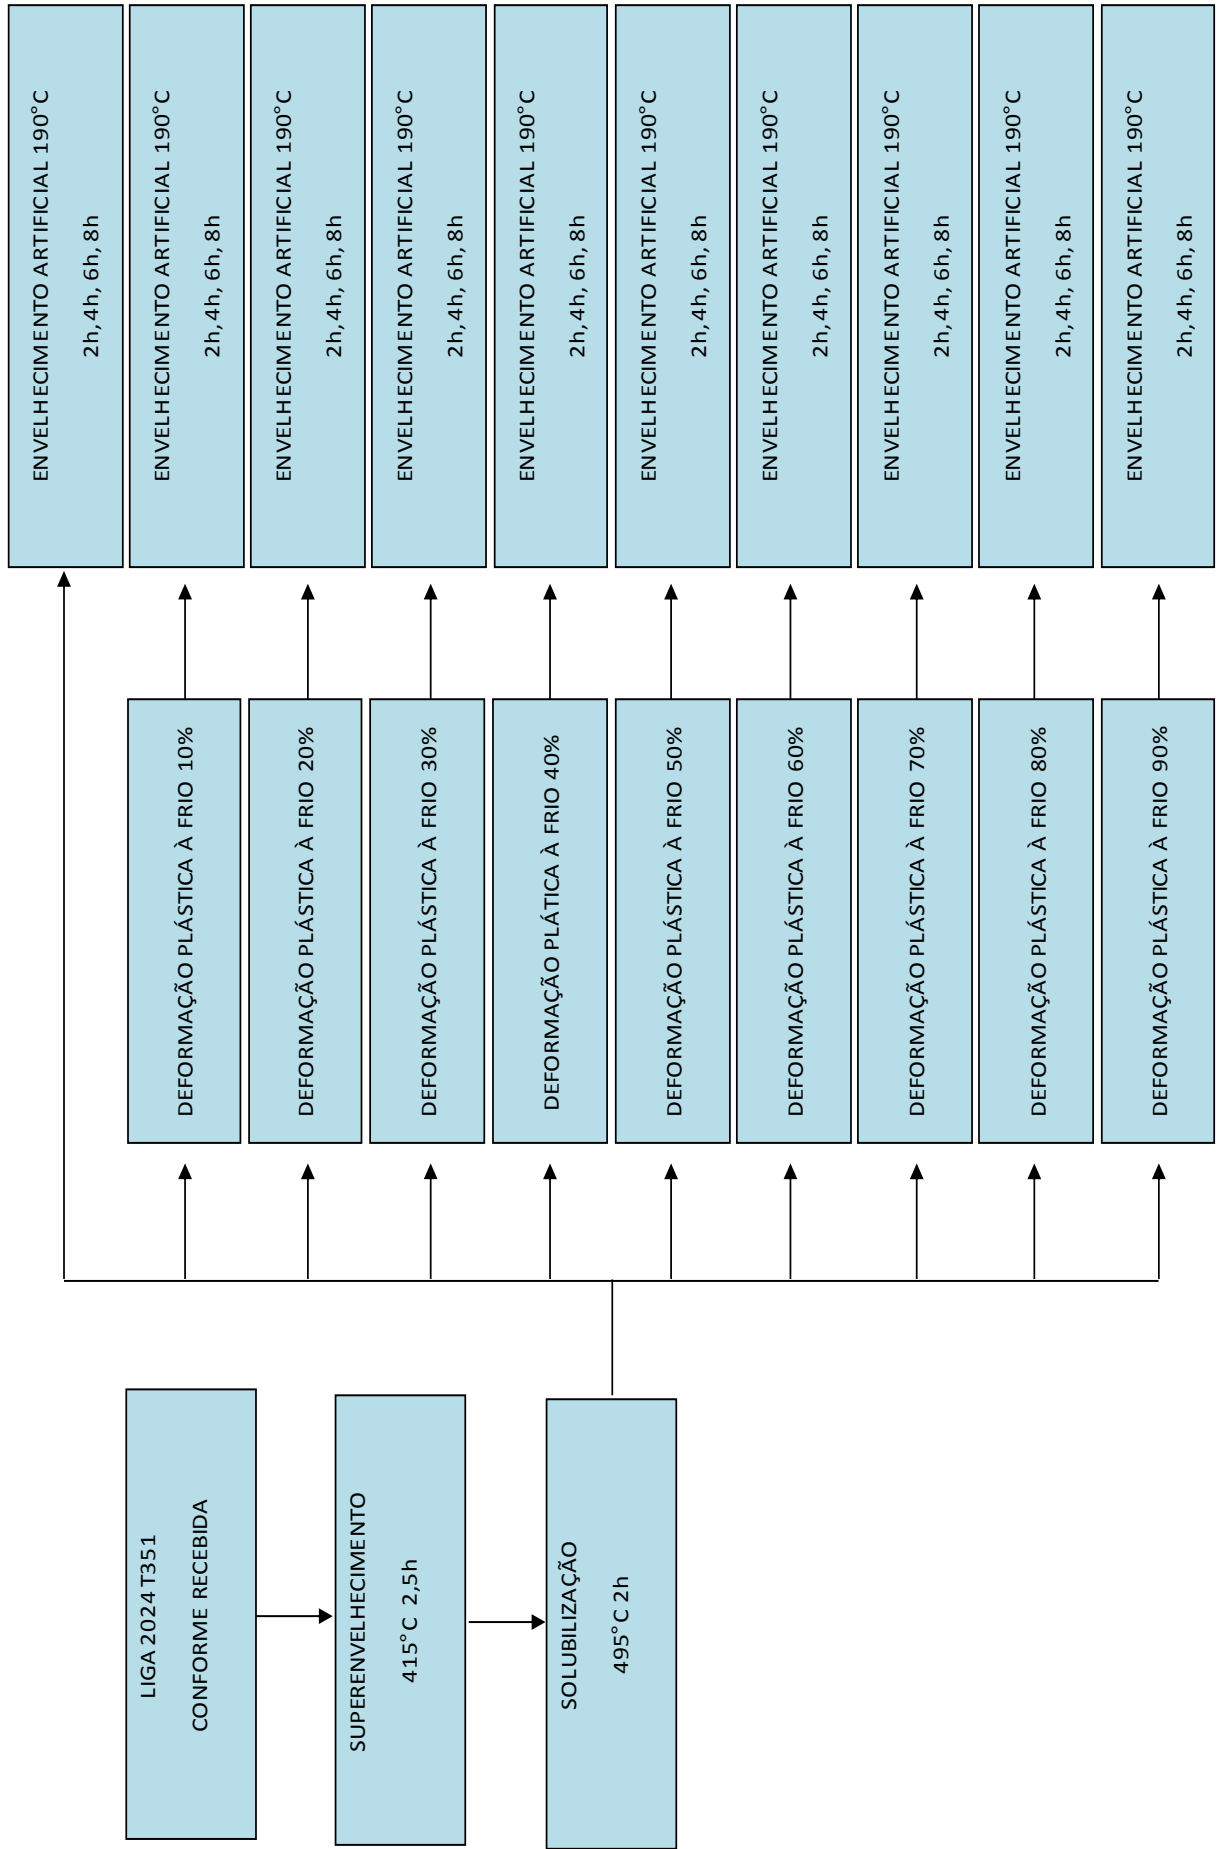 LIGA 2024 T351
CONFORME RECEBIDA
SUPERENVELHECIMENTO
415°C 2,5h
SOLUBILIZAÇÃO
495°C 2h
DEFORMAÇÃO PLÁSTICA À FRIO 10%
DEFORMAÇÃO PLÁSTICA À FRIO 20%
DEFORMAÇÃO PLÁSTICA À FRIO 30%
DEFORMAÇÃO PLÁTICA À FRIO 40%
DEFORMAÇÃO PLÁSTICA À FRIO 50%
DEFORMAÇÃO PLÁSTICA À FRIO 60%
DEFORMAÇÃO PLÁSTICA À FRIO 70%
DEFORMAÇÃO PLÁSTICA À FRIO 80%
DEFORMAÇÃO PLÁSTICA À FRIO 90%
ENVELHECIMENTO ARTIFICIAL 190°C
2h,4h, 6h, 8h
ENVELHECIMENTO ARTIFICIAL 190°C
2h,4h, 6h, 8h
ENVELHECIMENTO ARTIFICIAL 190°C
2h,4h, 6h, 8h
ENVELHECIMENTO ARTIFICIAL 190°C
2h,4h, 6h, 8h
ENVELHECIMENTO ARTIFICIAL 190°C
2h,4h, 6h, 8h
ENVELHECIMENTO ARTIFICIAL 190°C
2h,4h, 6h, 8h
ENVELHECIMENTO ARTIFICIAL 190°C
2h,4h, 6h, 8h
ENVELHECIMENTO ARTIFICIAL 190°C
2h,4h, 6h, 8h
ENVELHECIMENTO ARTIFICIAL 190°C
2h,4h, 6h, 8h
ENVELHECIMENTO ARTIFICIAL 190°C
2h,4h, 6h, 8h